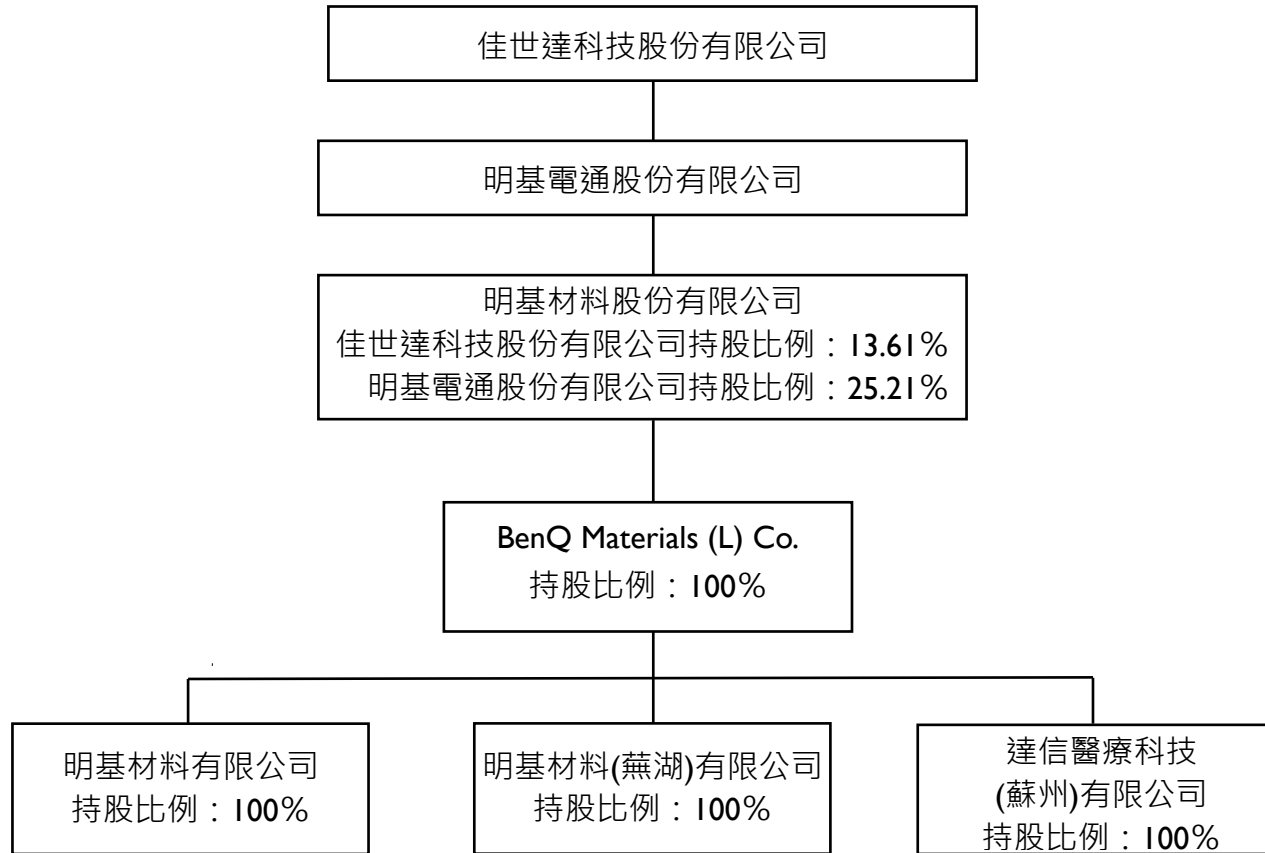 佳世達科技股份有限公司
明基電通股份有限公司
明基材料股份有限公司
佳世達科技股份有限公司持股比例：13.61%
明基電通股份有限公司持股比例：25.21%
BenQ Materials (L) Co.
持股比例：100%
明基材料有限公司
持股比例：100%
明基材料(蕪湖)有限公司
持股比例：100%
達信醫療科技
(蘇州)有限公司
持股比例：100%